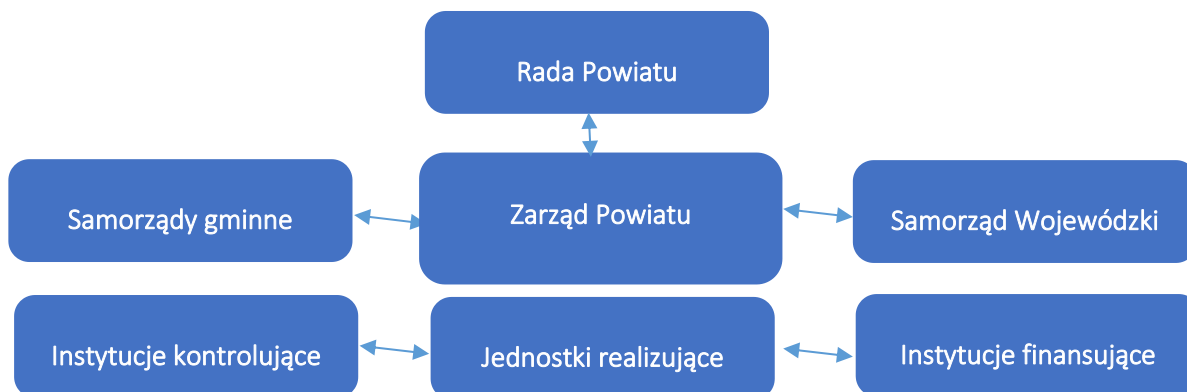 Rada Powiatu
Samorządy gminne
Zarząd Powiatu
Samorząd Wojewódzki
Instytucje kontrolujące
Jednostki realizujące
Instytucje finansujące